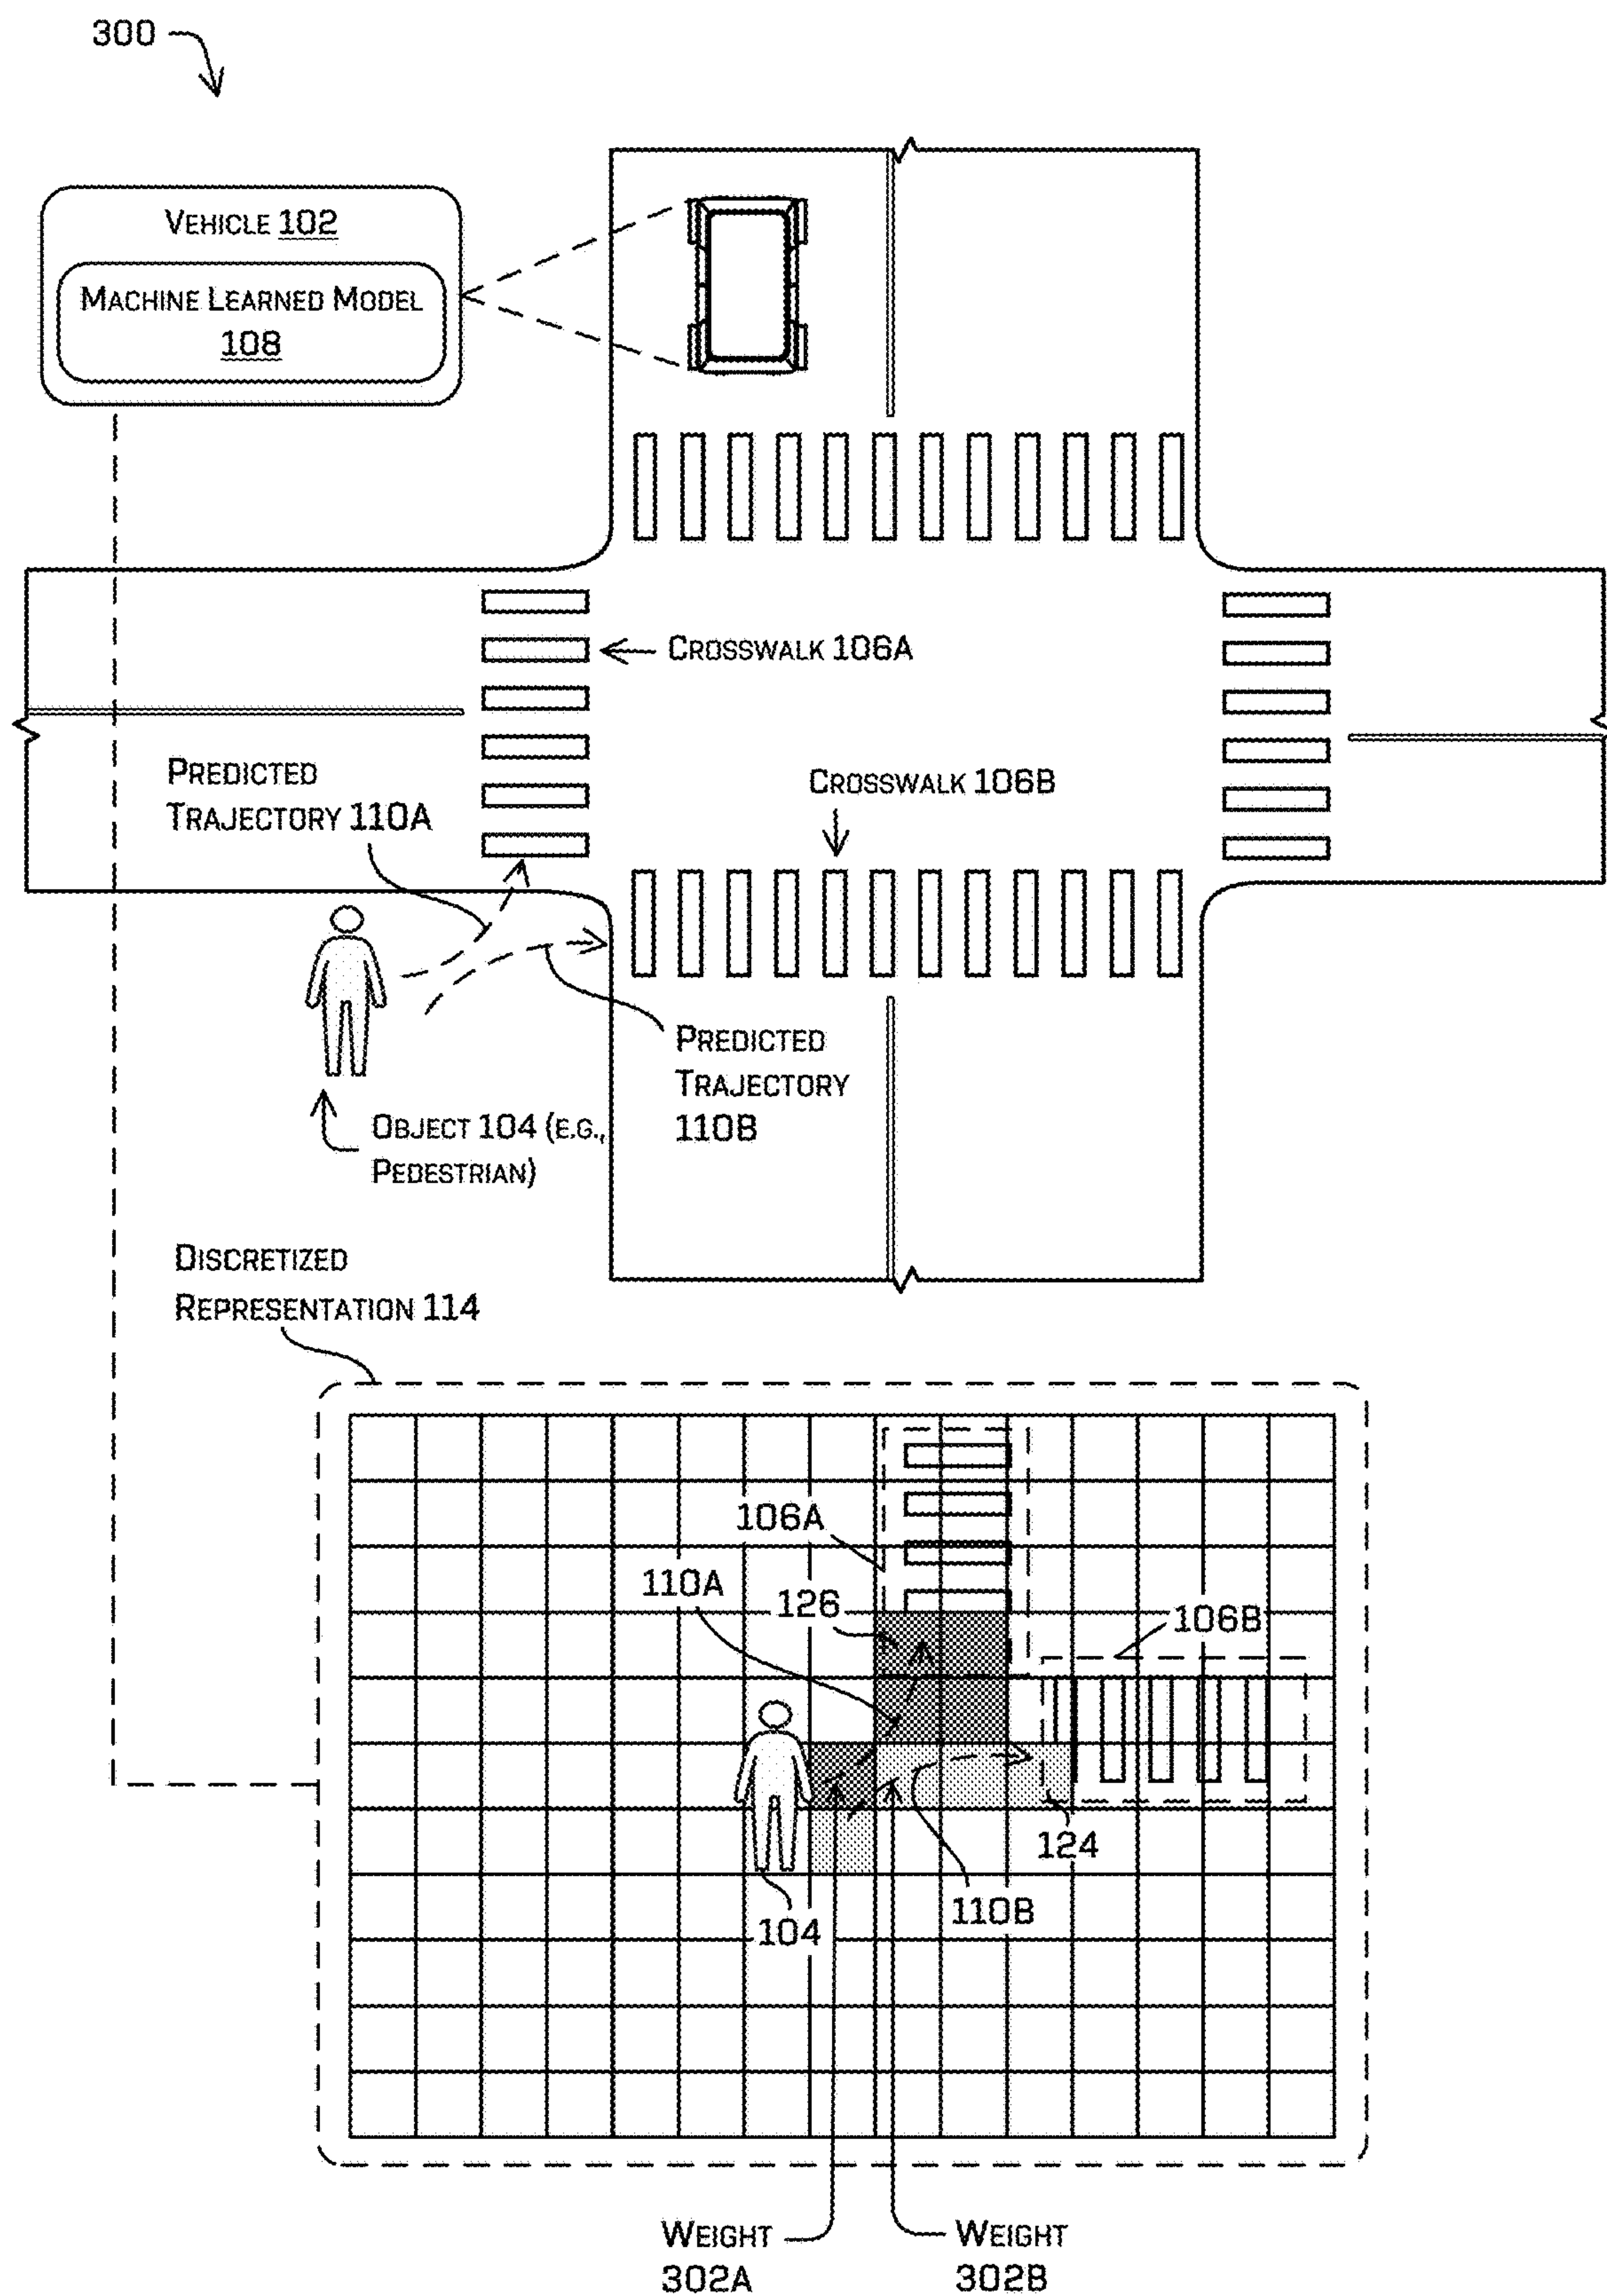 300
VEHICLE 102
MACHINE LEARNED MODEL
108
CROSSWALK 106A
PREDICTED
TRAJECTORY 110A
CROSSWALK 106B
PREDICTED
TRAJECTORY
110B
OBJECT 104 (E.G.,
PEDESTRIAN)
DISCRETIZED
REPRESENTATION 114
106A
110A
126
106B
124
110B
104
WEIGHT
302A
WEIGHT
302B